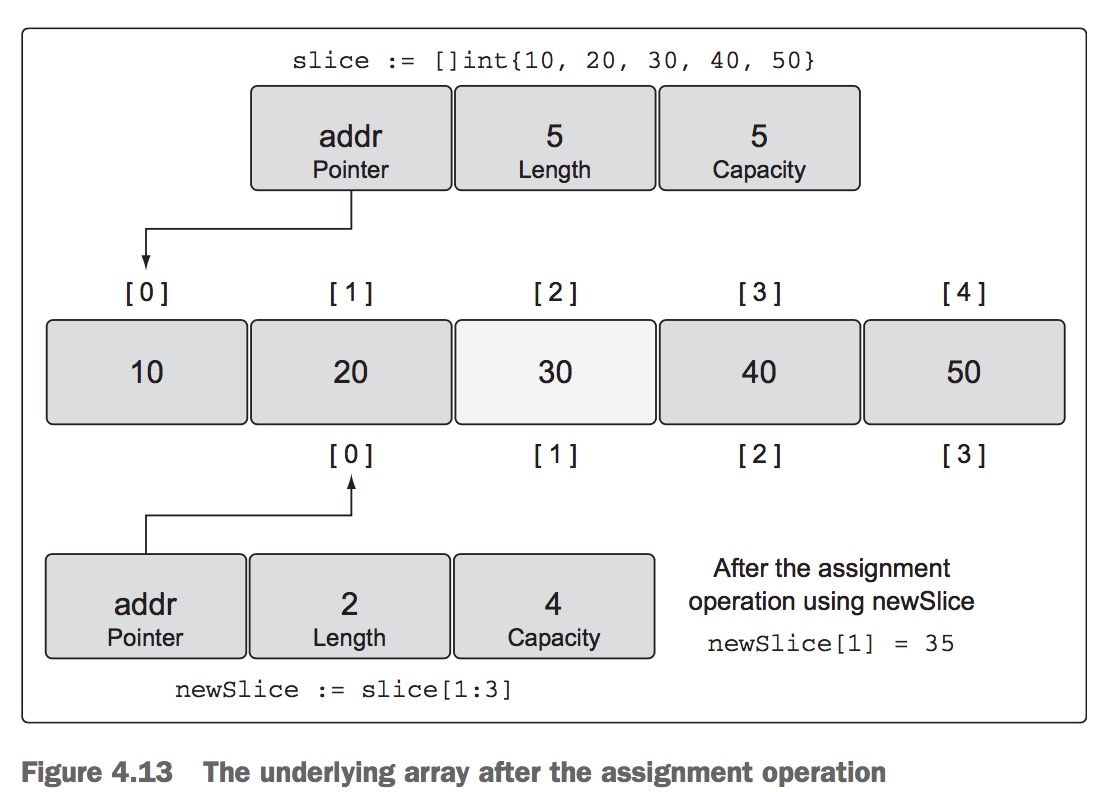 slice := []int{10, 20, 30, 40, 50}
addr 5 5
Pointer Length Capacity
[0] [1] [2] [3] [4]
10 20 30 40 50
[0] [1] [2] [3]
addr 2 4
Pointer Length Capacity
newSlice := slice[1:3]
After the assignment
operation using newSlice
newSlice[1] = 35
Figure 4.13 The underlying array after the assignment operation